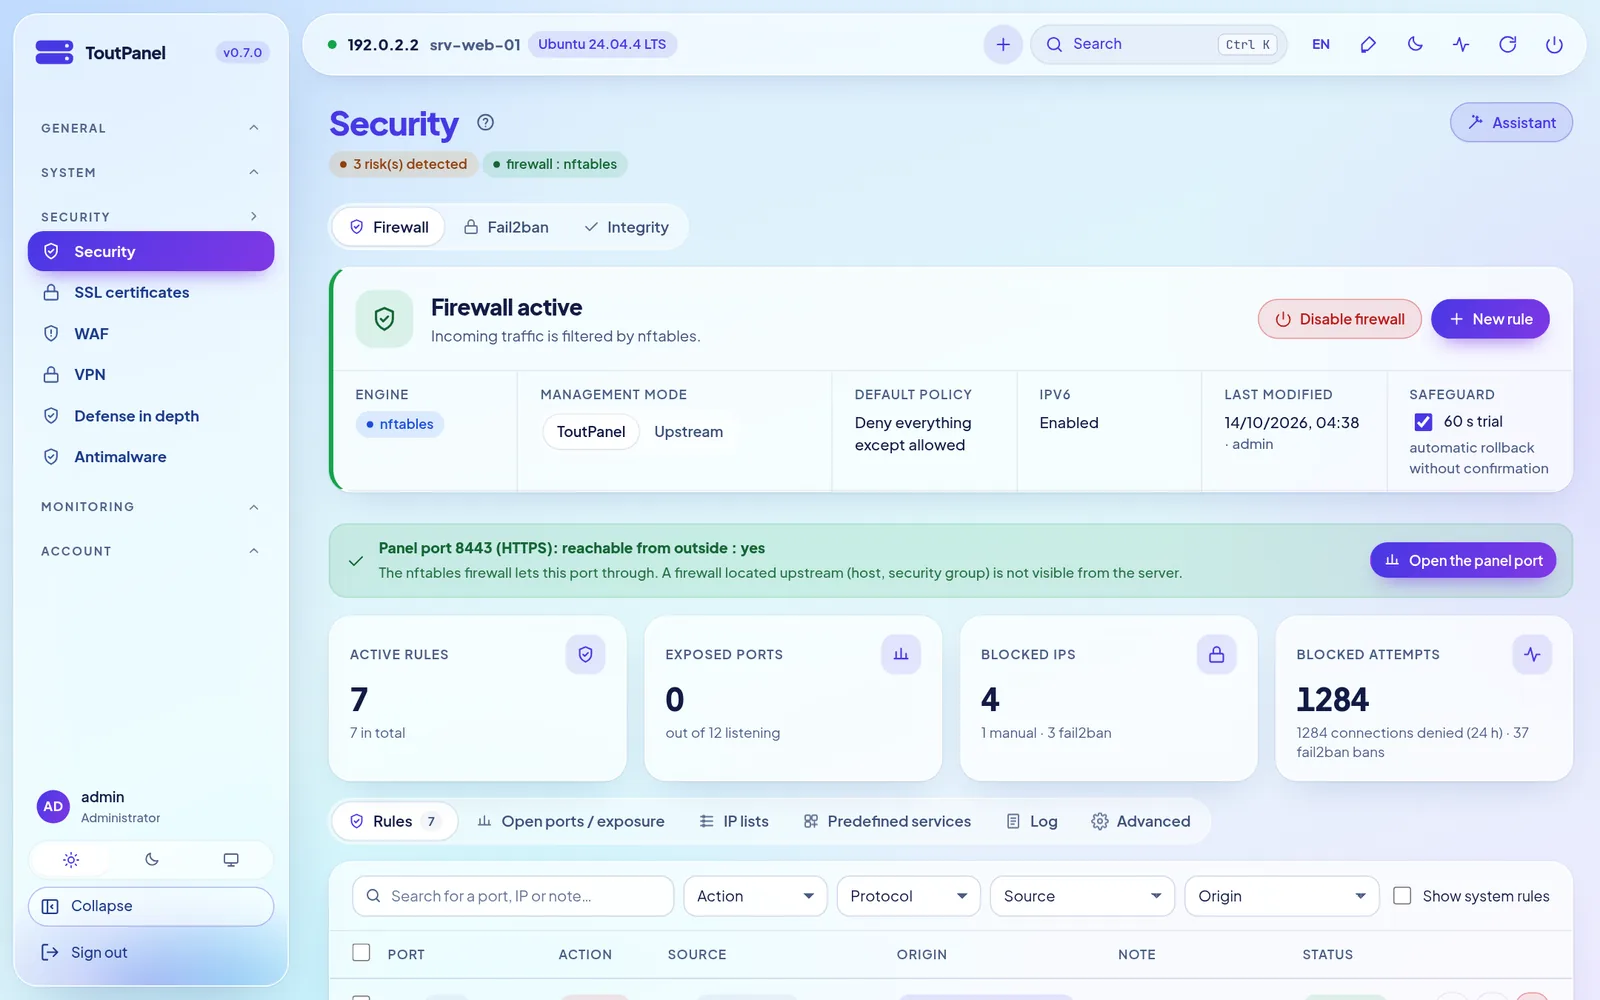 ToutPanel
v0.7.0
GENERAL
SYSTEM
SECURITY
Security
SSL certificates
WAF
VPN
Defense in depth
Antimalware
MONITORING
ACCOUNT
AD
admin
Administrator
Collapse
Sign out
192.0.2.2 srv-web-01 Ubuntu 24.04.4 LTS
Search
Ctrl K
EN
Security
Assistant
3 risk(s) detected
firewall : nftables
Firewall
Fail2ban
Integrity
Firewall active
Incoming traffic is filtered by nftables.
Disable firewall
New rule
ENGINE
nftables
MANAGEMENT MODE
ToutPanel
Upstream
DEFAULT POLICY
Deny everything
except allowed
IPV6
Enabled
LAST MODIFIED
14/10/2026, 04:38
· admin
SAFEGUARD
60 s trial
automatic rollback
without confirmation
Panel port 8443 (HTTPS): reachable from outside : yes
The nftables firewall lets this port through. A firewall located upstream (host, security group) is not visible from the server.
Open the panel port
ACTIVE RULES
7
7 in total
EXPOSED PORTS
0
out of 12 listening
BLOCKED IPS
4
1 manual · 3 fail2ban
BLOCKED ATTEMPTS
1284
1284 connections denied (24 h) · 37
fail2ban bans
Rules 7
Open ports / exposure
IP lists
Predefined services
Log
Advanced
Search for a port, IP or note...
Action
Protocol
Source
Origin
Show system rules
PORT
ACTION
SOURCE
ORIGIN
NOTE
STATUS